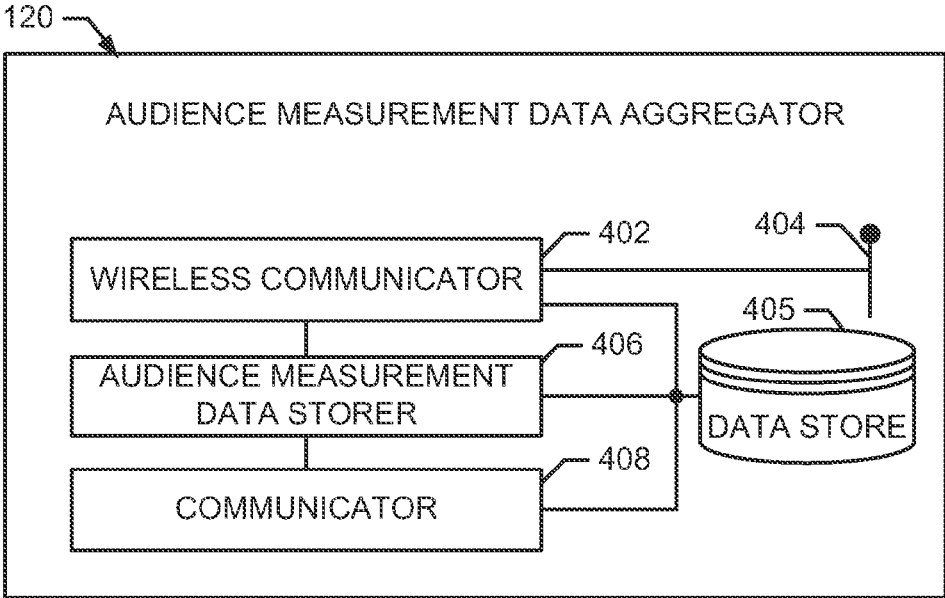 120
AUDIENCE MEASUREMENT DATA AGGREGATOR
402
404
WIRELESS COMMUNICATOR
405
406
AUDIENCE MEASUREMENT
DATA STORER
DATA STORE
408
COMMUNICATOR